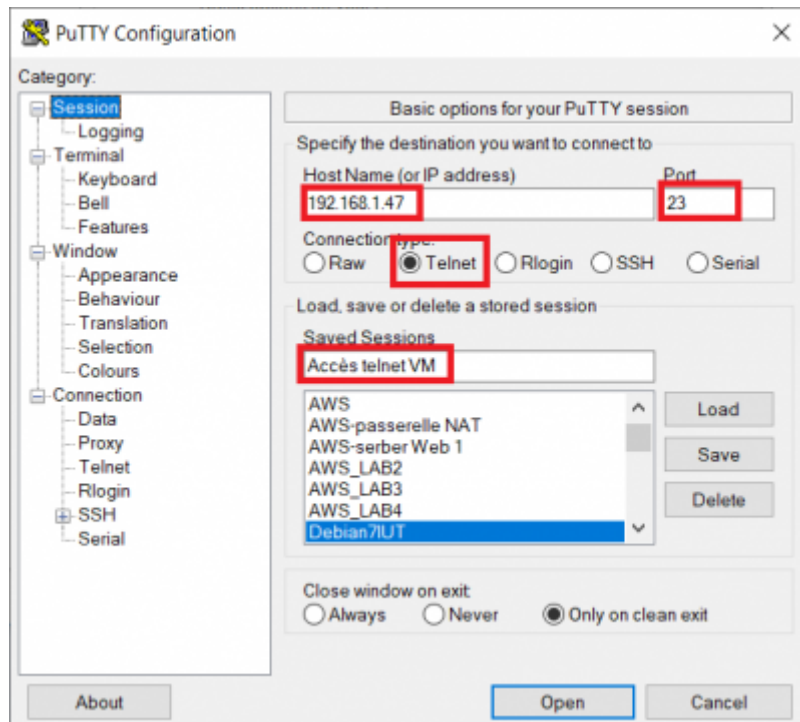 PuTTY Configuration
Category:
Session
Logging
Terminal
Keyboard
Bell
Features
Window
Appearance
Behaviour
Translation
Selection
Colours
Connection
Data
Proxy
Telnet
Rlogin
SSH
Serial
Basic options for your PuTTY session
Specify the destination you want to connect to
Host Name (or IP address) Port
192.168.1.47 23
Connection type:
Raw Telnet Rlogin SSH Serial
Load, save or delete a stored session
Saved Sessions
Accès telnet VM
AWS
AWS-passerelle NAT
AWS-serber Web 1
AWS_LAB2
AWS_LAB3
AWS_LAB4
Debian7IUT
Load
Save
Delete
Close window on exit:
Always Never Only on clean exit
About Open Cancel